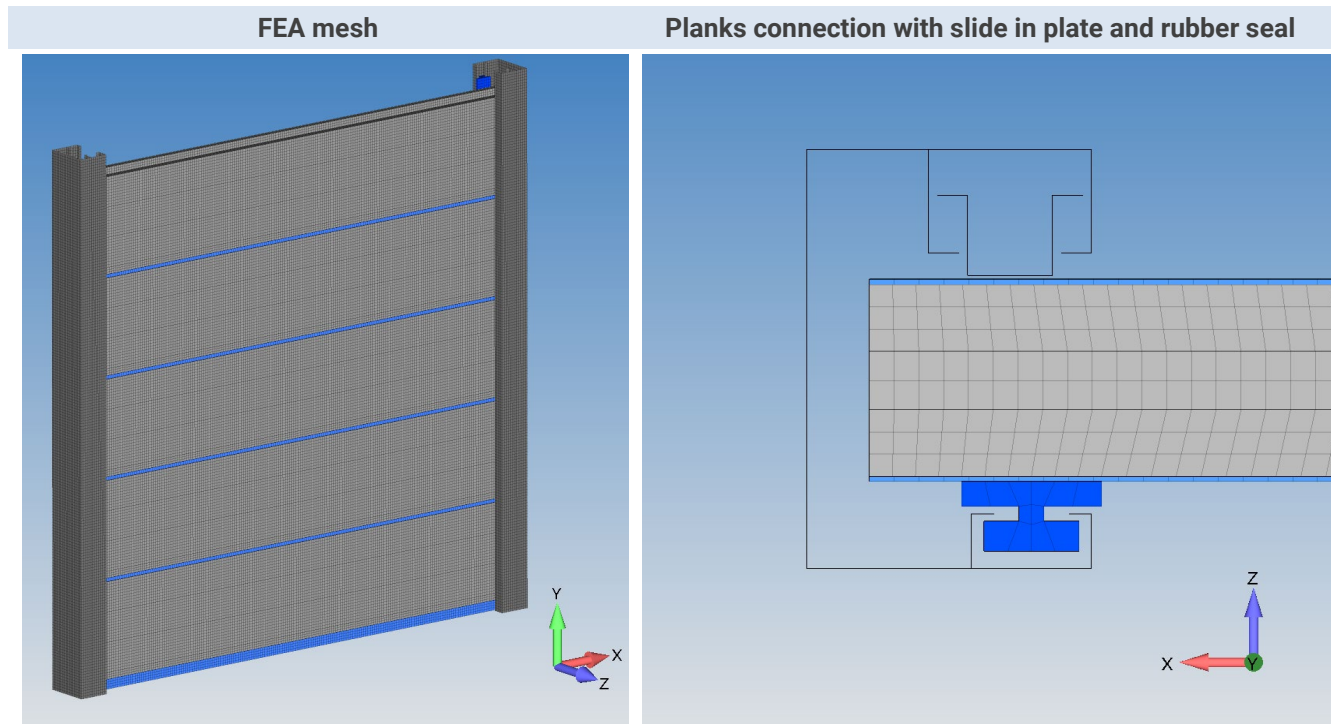 FEA mesh
Planks connection with slide in plate and rubber seal
Y
X
Z
Z
X
Y